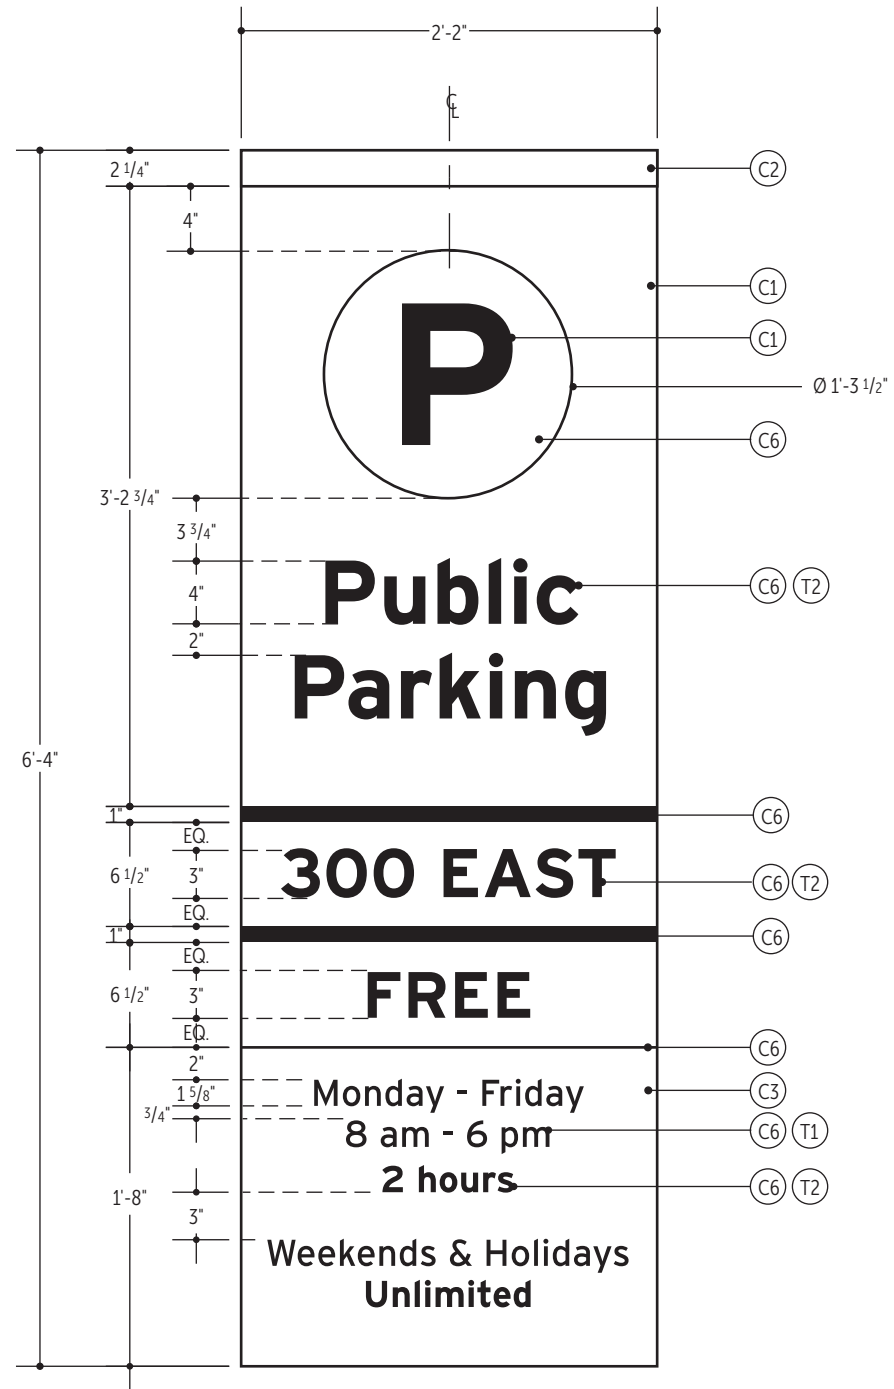 2'-2"
CL
2 1/4"
C2
4"
C1
P
C1
Ø 1'-3 1/2"
C6
3'-2 3/4"
3 3/4"
Public
4"
C6 T2
2"
Parking
6'-4"
1"
C6
EQ.
300 EAST
6 1/2"
3"
C6 T2
EQ.
1"
C6
EQ.
FREE
6 1/2"
3"
EQ.
C6
2"
Monday - Friday
1 5/8"
C3
3/4"
8 am - 6 pm
C6 T1
2 hours
C6 T2
1'-8"
3"
Weekends & Holidays
Unlimited